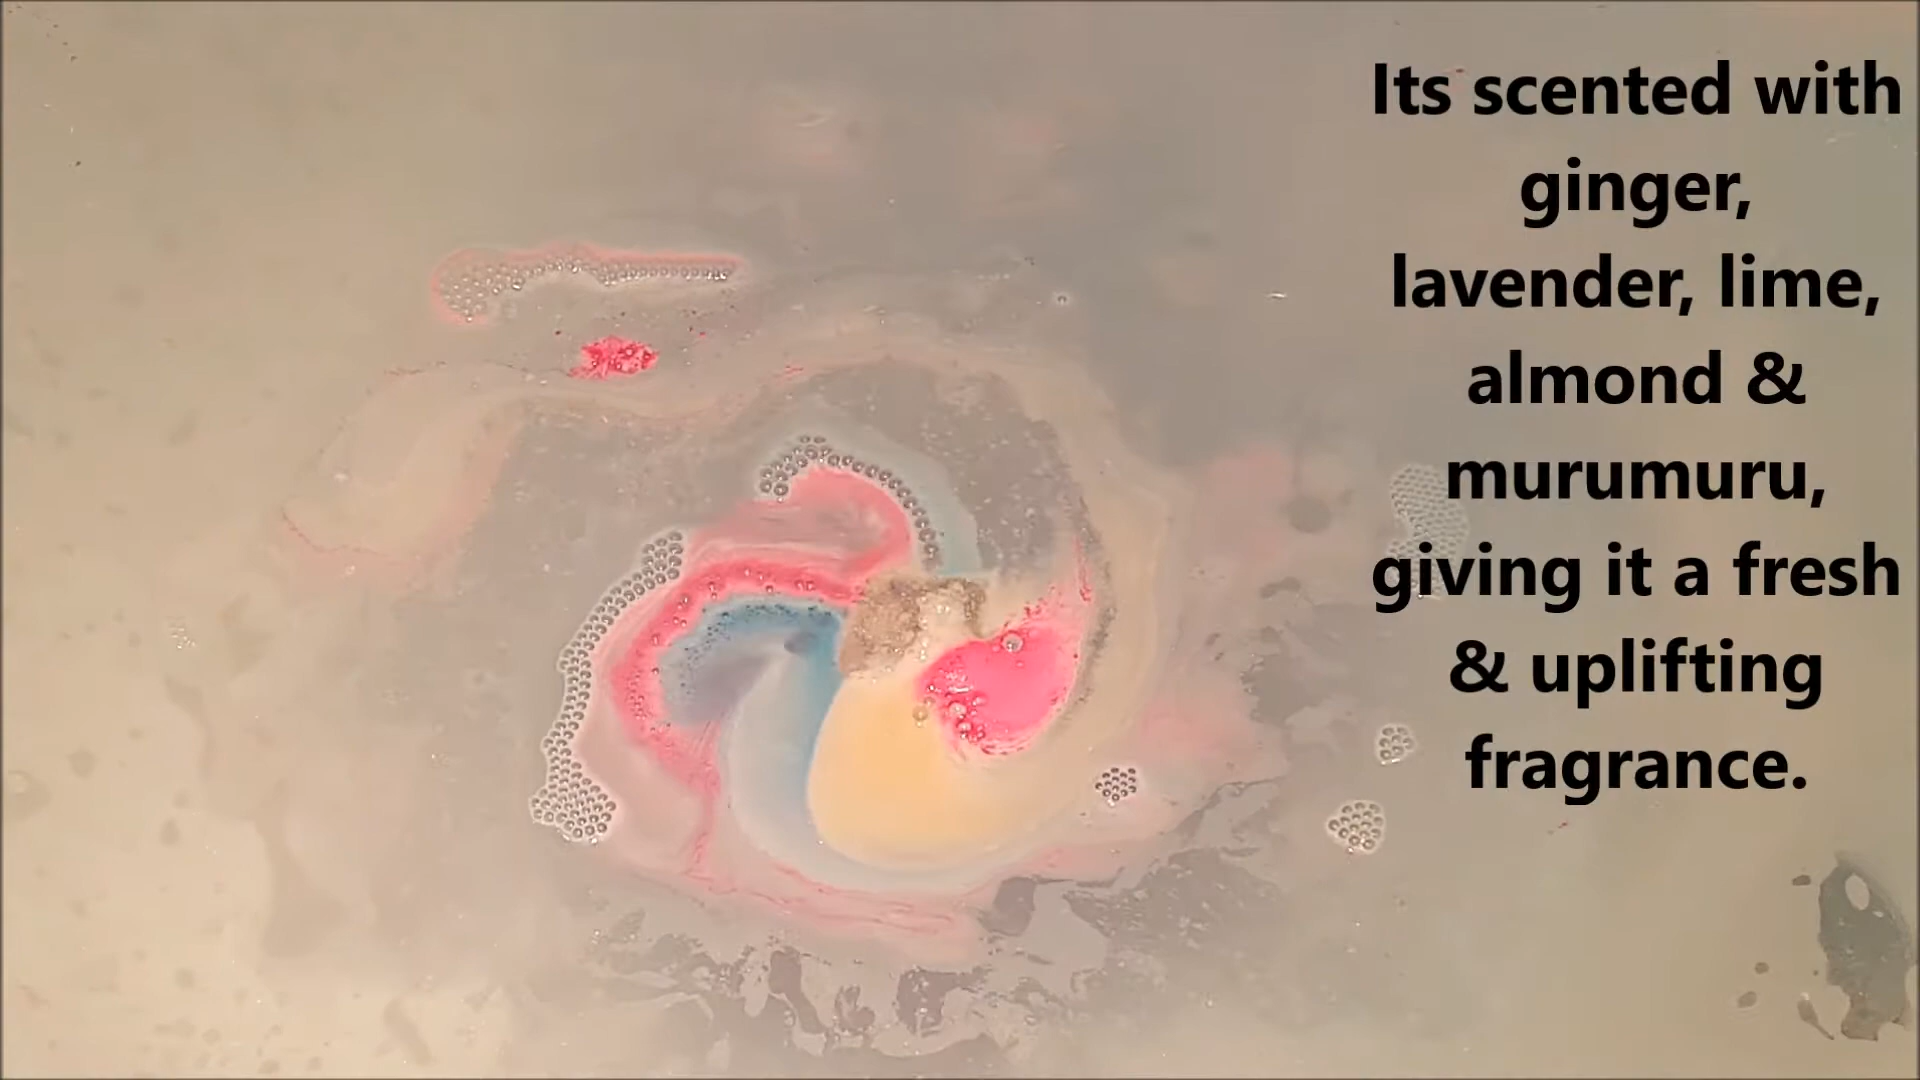 Its scented with
ginger,
lavender, lime,
almond &
murumuru,
giving it a fresh
& uplifting
fragrance.